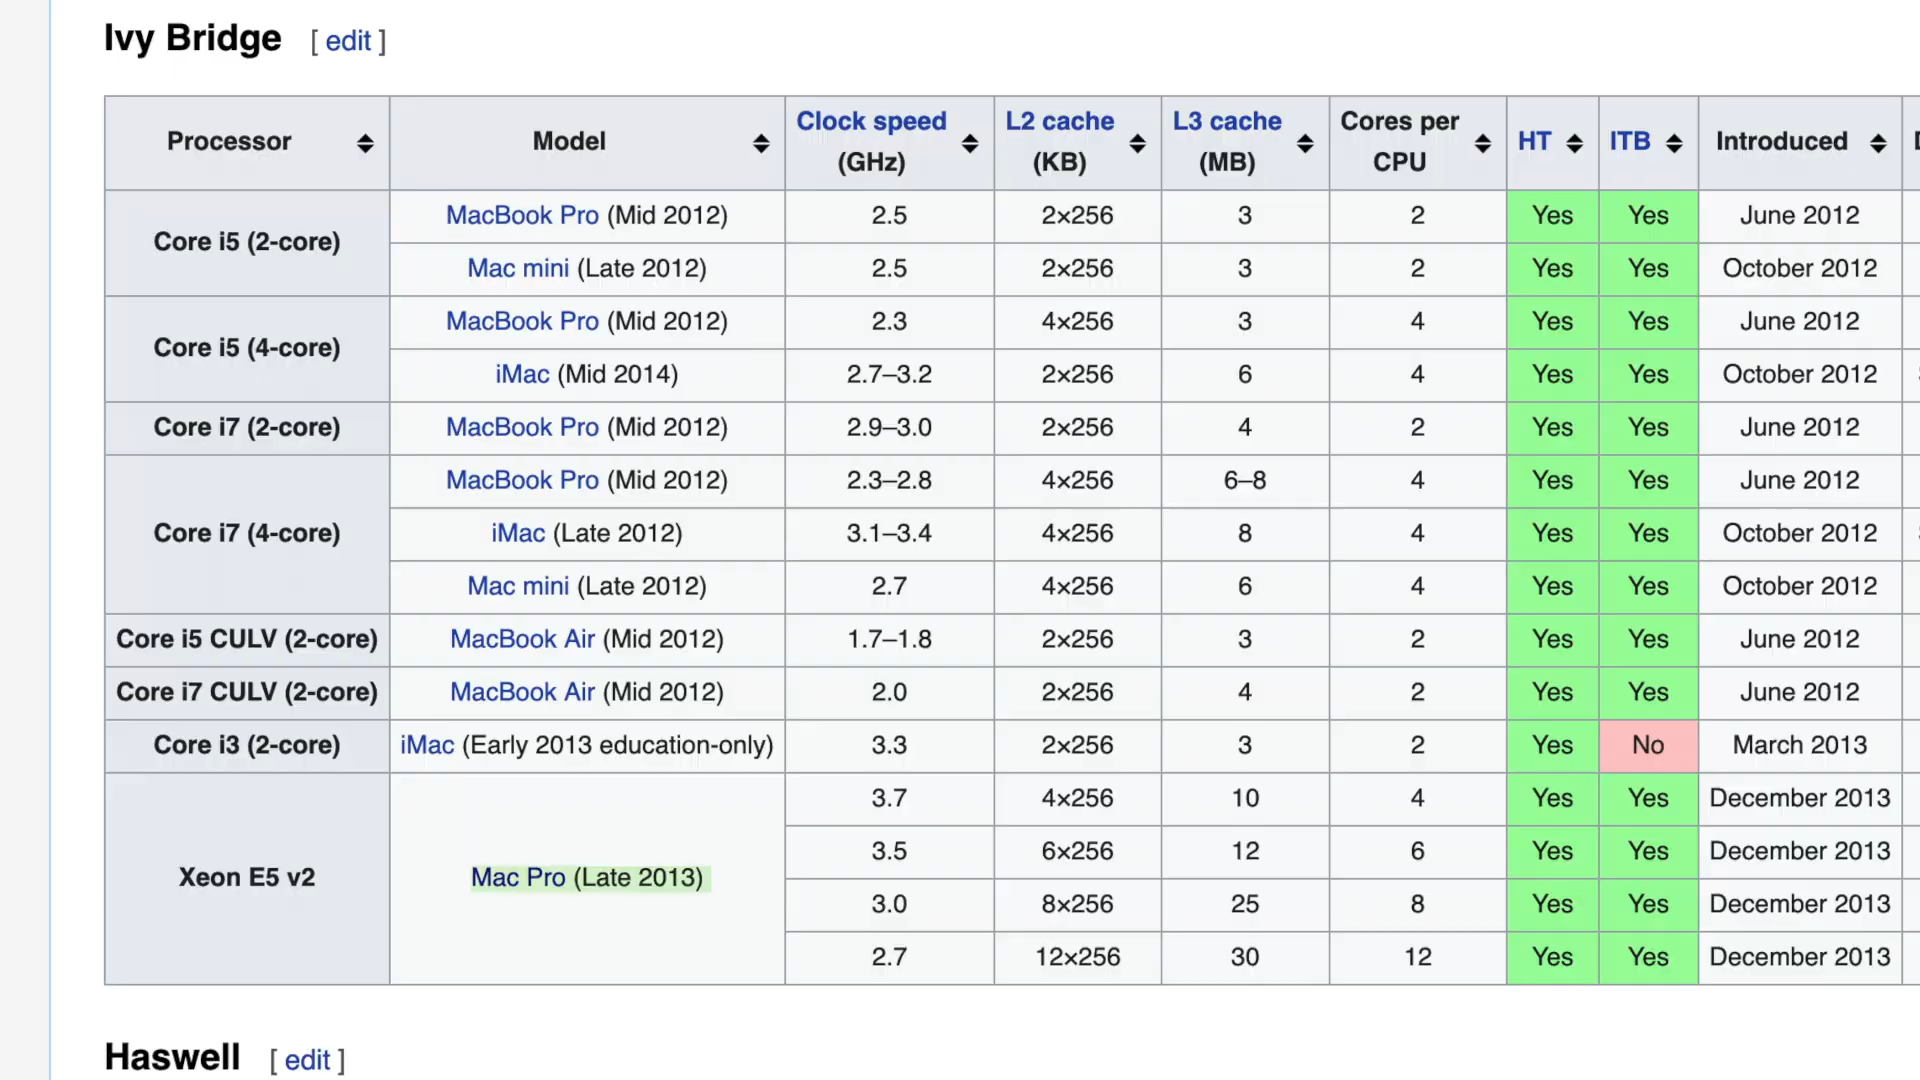 Ivy Bridge [ edit ]
Processor Model Clock speed (GHz) L2 cache (KB) L3 cache (MB) Cores per CPU HT ITB Introduced
Core i5 (2-core) MacBook Pro (Mid 2012) 2.5 2×256 3 2 Yes Yes June 2012
Mac mini (Late 2012) 2.5 2×256 3 2 Yes Yes October 2012
Core i5 (4-core) MacBook Pro (Mid 2012) 2.3 4×256 3 4 Yes Yes June 2012
iMac (Mid 2014) 2.7–3.2 2×256 6 4 Yes Yes October 2012
Core i7 (2-core) MacBook Pro (Mid 2012) 2.9–3.0 2×256 4 2 Yes Yes June 2012
Core i7 (4-core) MacBook Pro (Mid 2012) 2.3–2.8 4×256 6–8 4 Yes Yes June 2012
iMac (Late 2012) 3.1–3.4 4×256 8 4 Yes Yes October 2012
Mac mini (Late 2012) 2.7 4×256 6 4 Yes Yes October 2012
Core i5 CULV (2-core) MacBook Air (Mid 2012) 1.7–1.8 2×256 3 2 Yes Yes June 2012
Core i7 CULV (2-core) MacBook Air (Mid 2012) 2.0 2×256 4 2 Yes Yes June 2012
Core i3 (2-core) iMac (Early 2013 education-only) 3.3 2×256 3 2 Yes No March 2013
Xeon E5 v2 Mac Pro (Late 2013) 3.7 4×256 10 4 Yes Yes December 2013
3.5 6×256 12 6 Yes Yes December 2013
3.0 8×256 25 8 Yes Yes December 2013
2.7 12×256 30 12 Yes Yes December 2013
Haswell [ edit ]